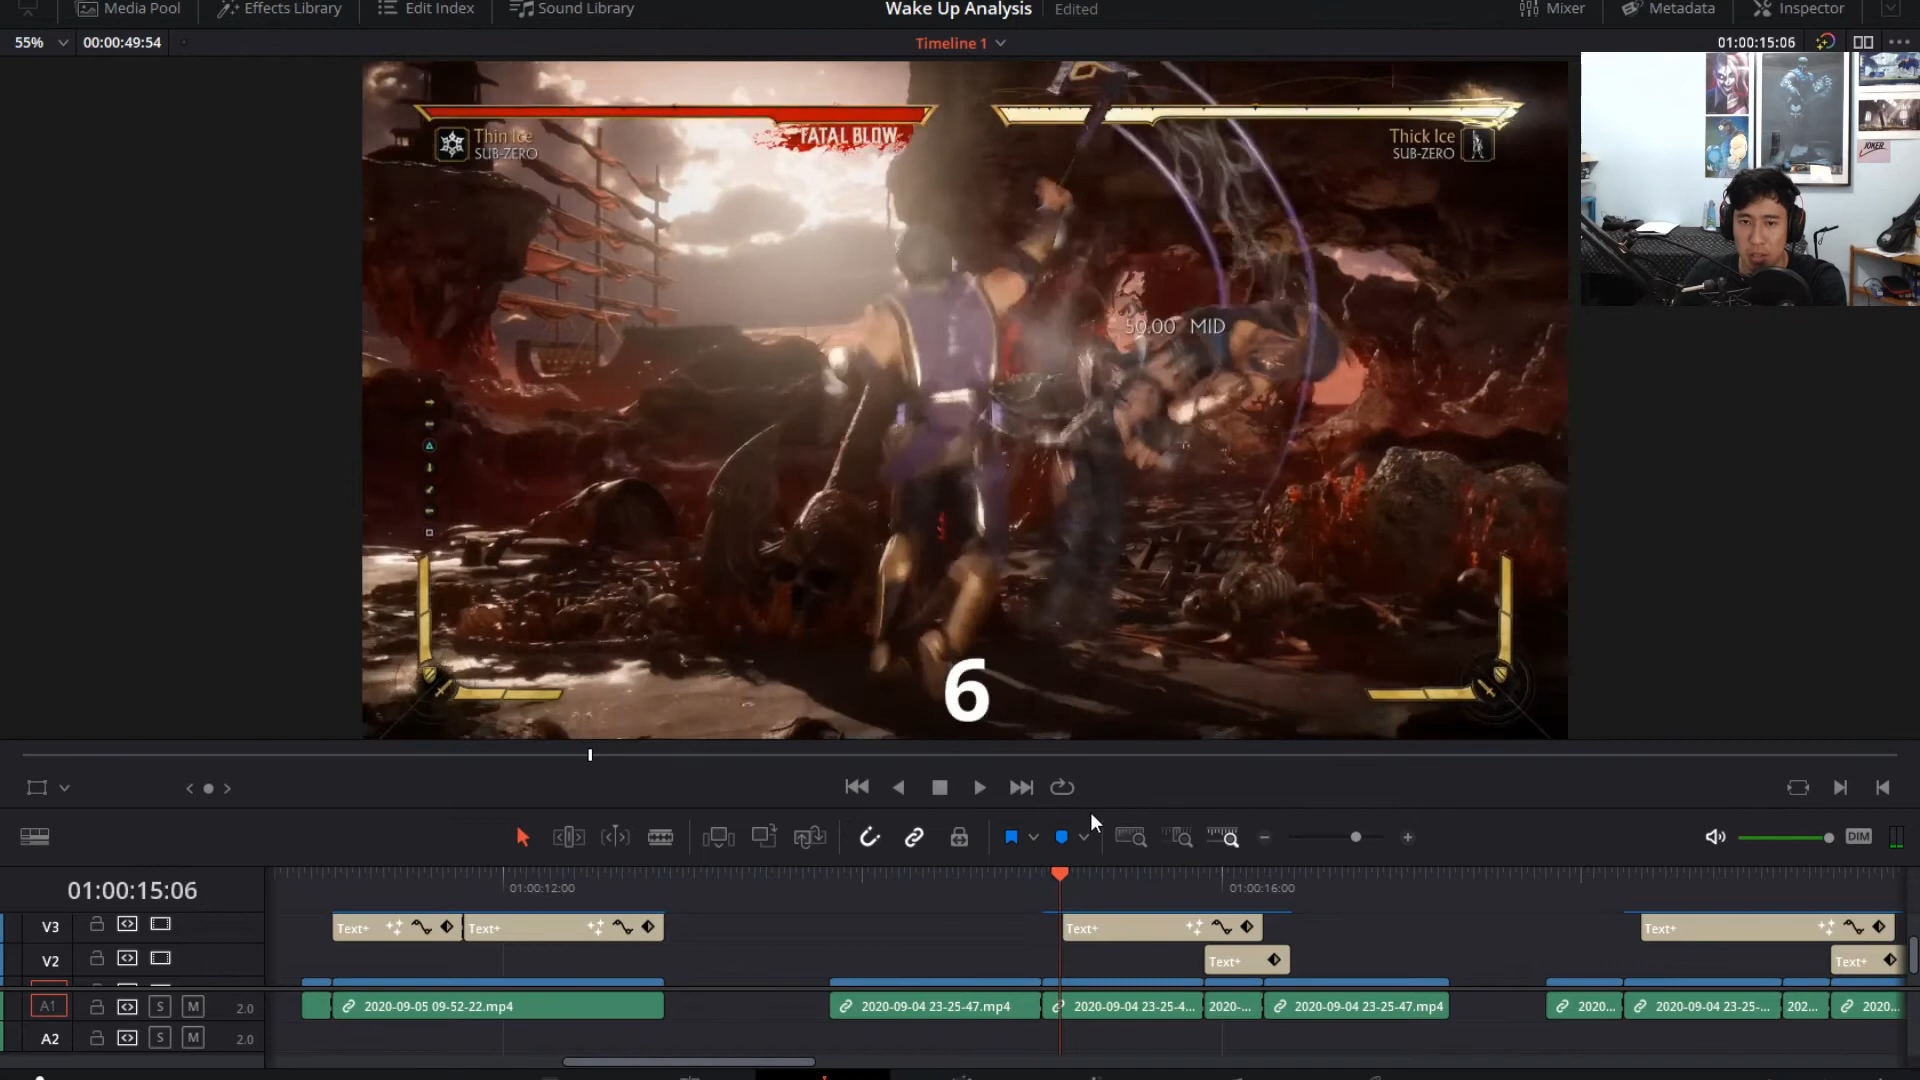 Media Pool
Effects Library
Edit Index
Sound Library
Wake Up Analysis
Edited
Mixer
Metadata
Inspector
55%
00:00:49:54
Timeline 1
01:00:15:06
Thin Ice
SUB-ZERO
FATAL BLOW
Thick Ice
SUB-ZERO
JOKER
50.00 MID
6
DIM
01:00:15:06
01:00:12:00
01:00:16:00
V3
Text+
Text+
Text+
Text+
V2
Text+
Text+
A1
S
M
2.0
2020-09-05 09-52-22.mp4
2020-09-04 23-25-47.mp4
2020-09-04 23-25-4...
2020-...
2020-09-04 23-25-47.mp4
2020...
2020-09-04 23-25-...
202...
2020...
A2
S
M
2.0